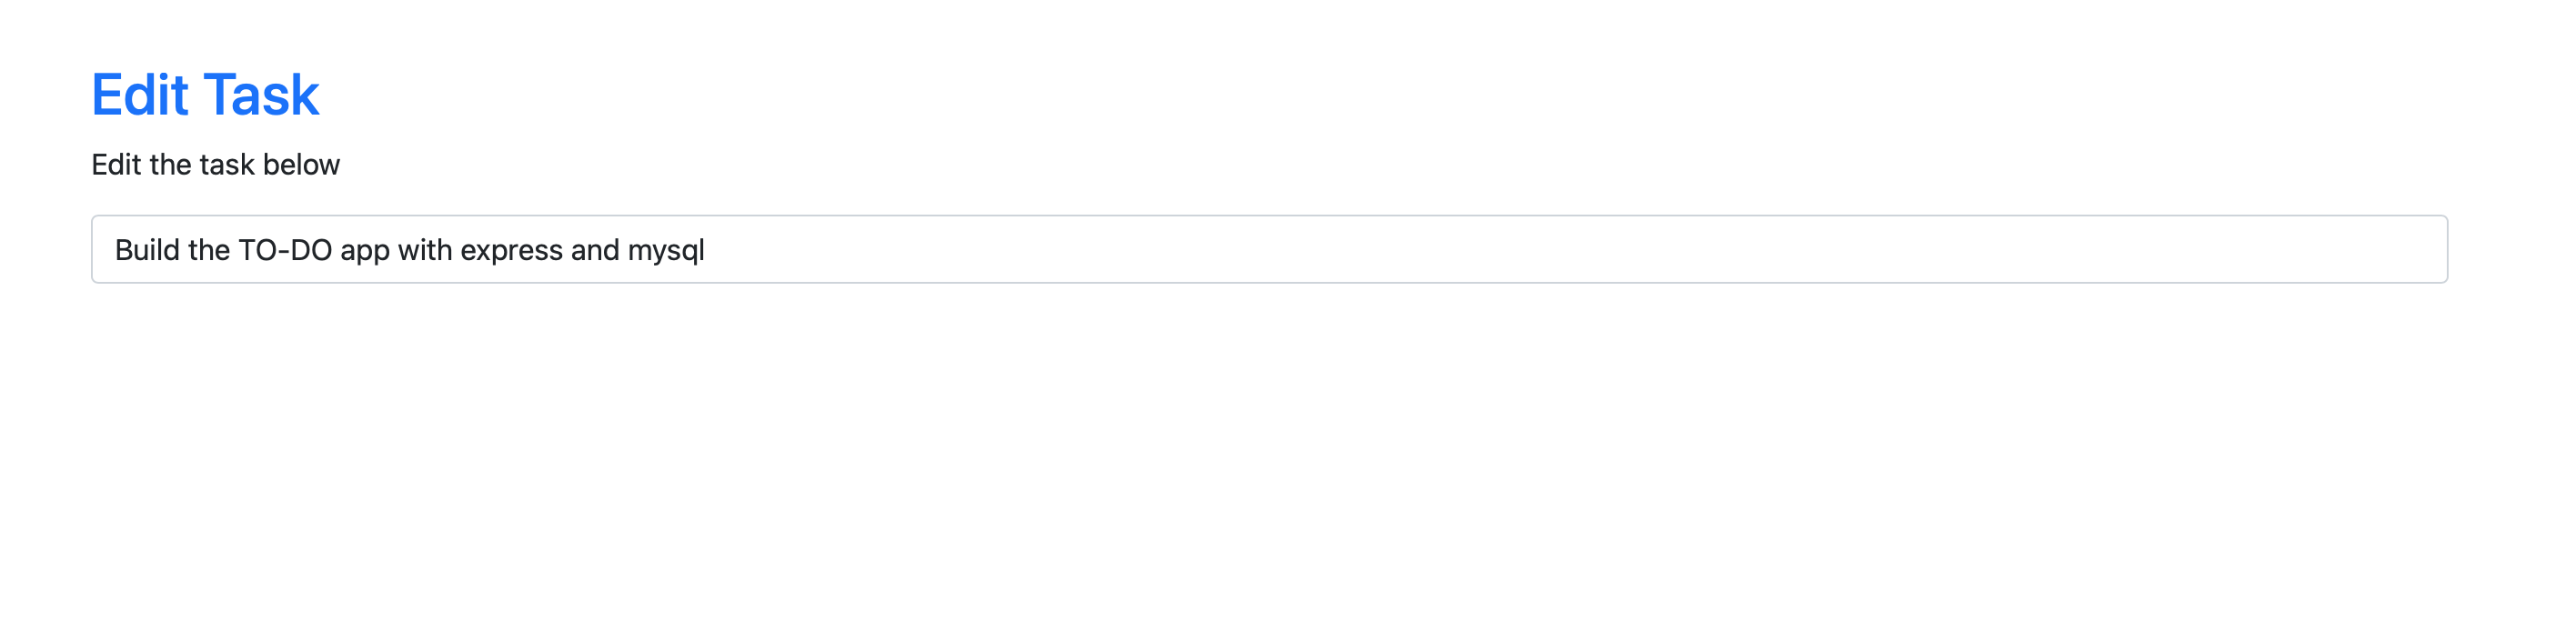 Edit Task
Edit the task below
Build the TO-DO app with express and mysql